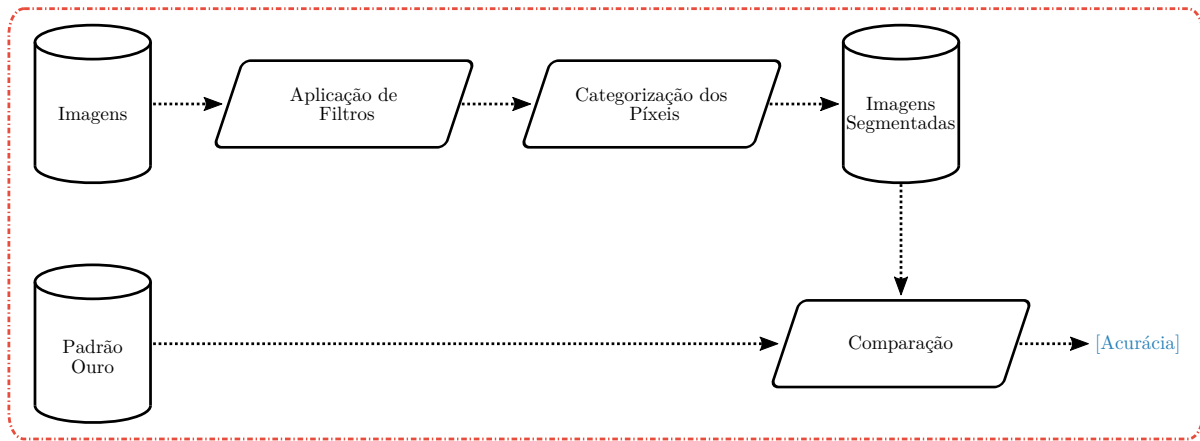 Imagens
Aplicação de
Filtros
Categorização dos
Píxeis
Imagens
Segmentadas
Padrão
Ouro
Comparação
[Acurácia]